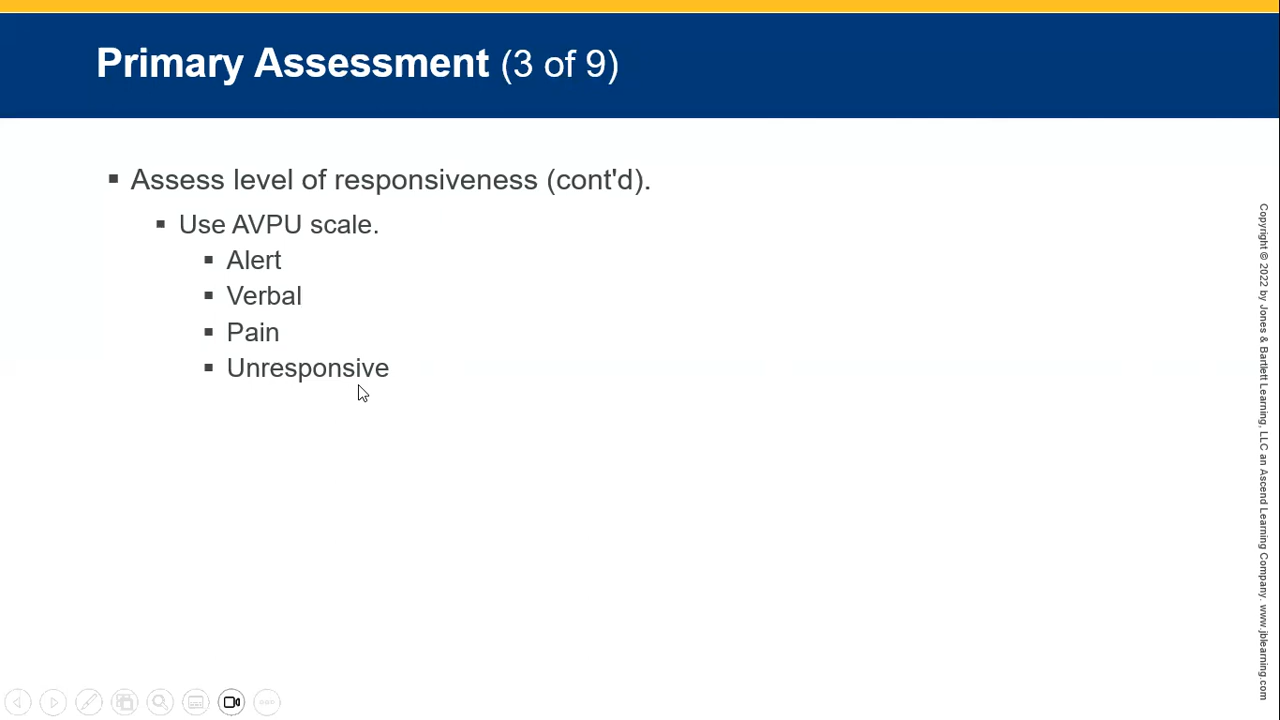 Primary Assessment (3 of 9)
Assess level of responsiveness (cont'd).
Use AVPU scale.
Alert
Verbal
Pain
Unresponsive
Copyright © 2022 by Jones & Bartlett Learning, LLC an Ascend Learning Company. www.jblearning.com